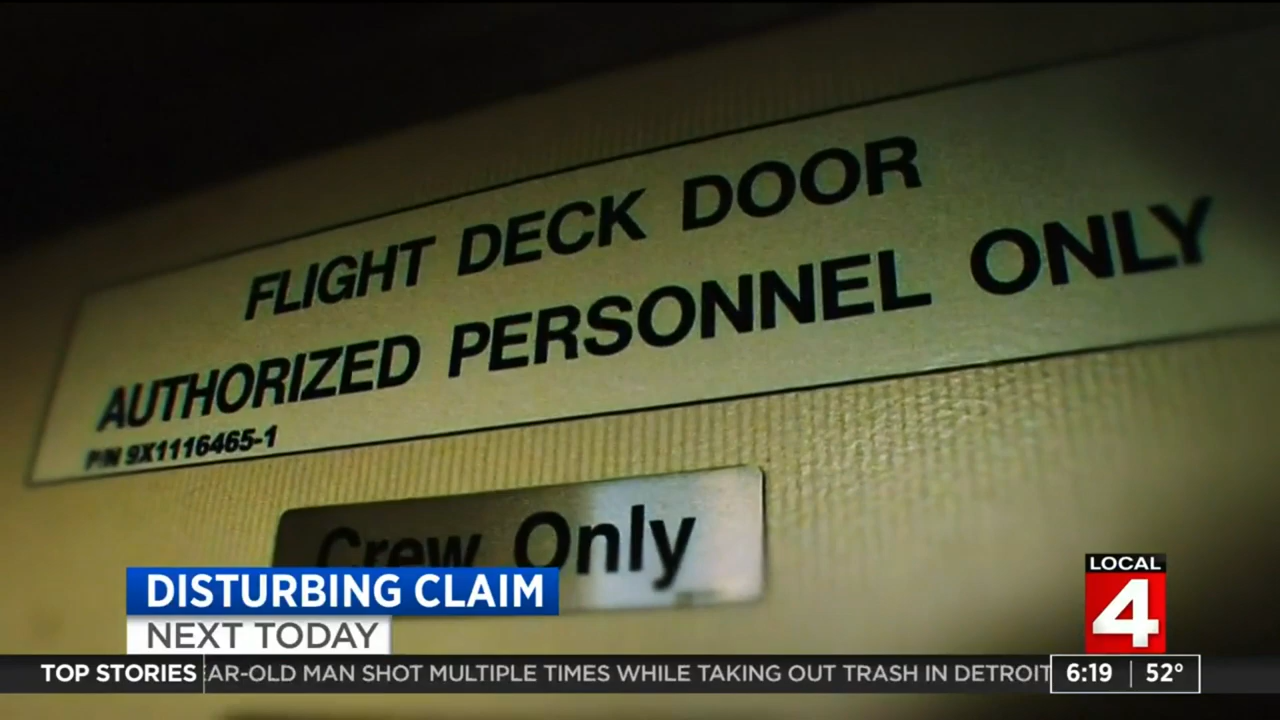 FLIGHT DECK DOOR
AUTHORIZED PERSONNEL ONLY
P/N 9X1116465-1
Crew Only
DISTURBING CLAIM
NEXT TODAY
LOCAL
4
TOP STORIES EAR-OLD MAN SHOT MULTIPLE TIMES WHILE TAKING OUT TRASH IN DETROIT 6:19 52°